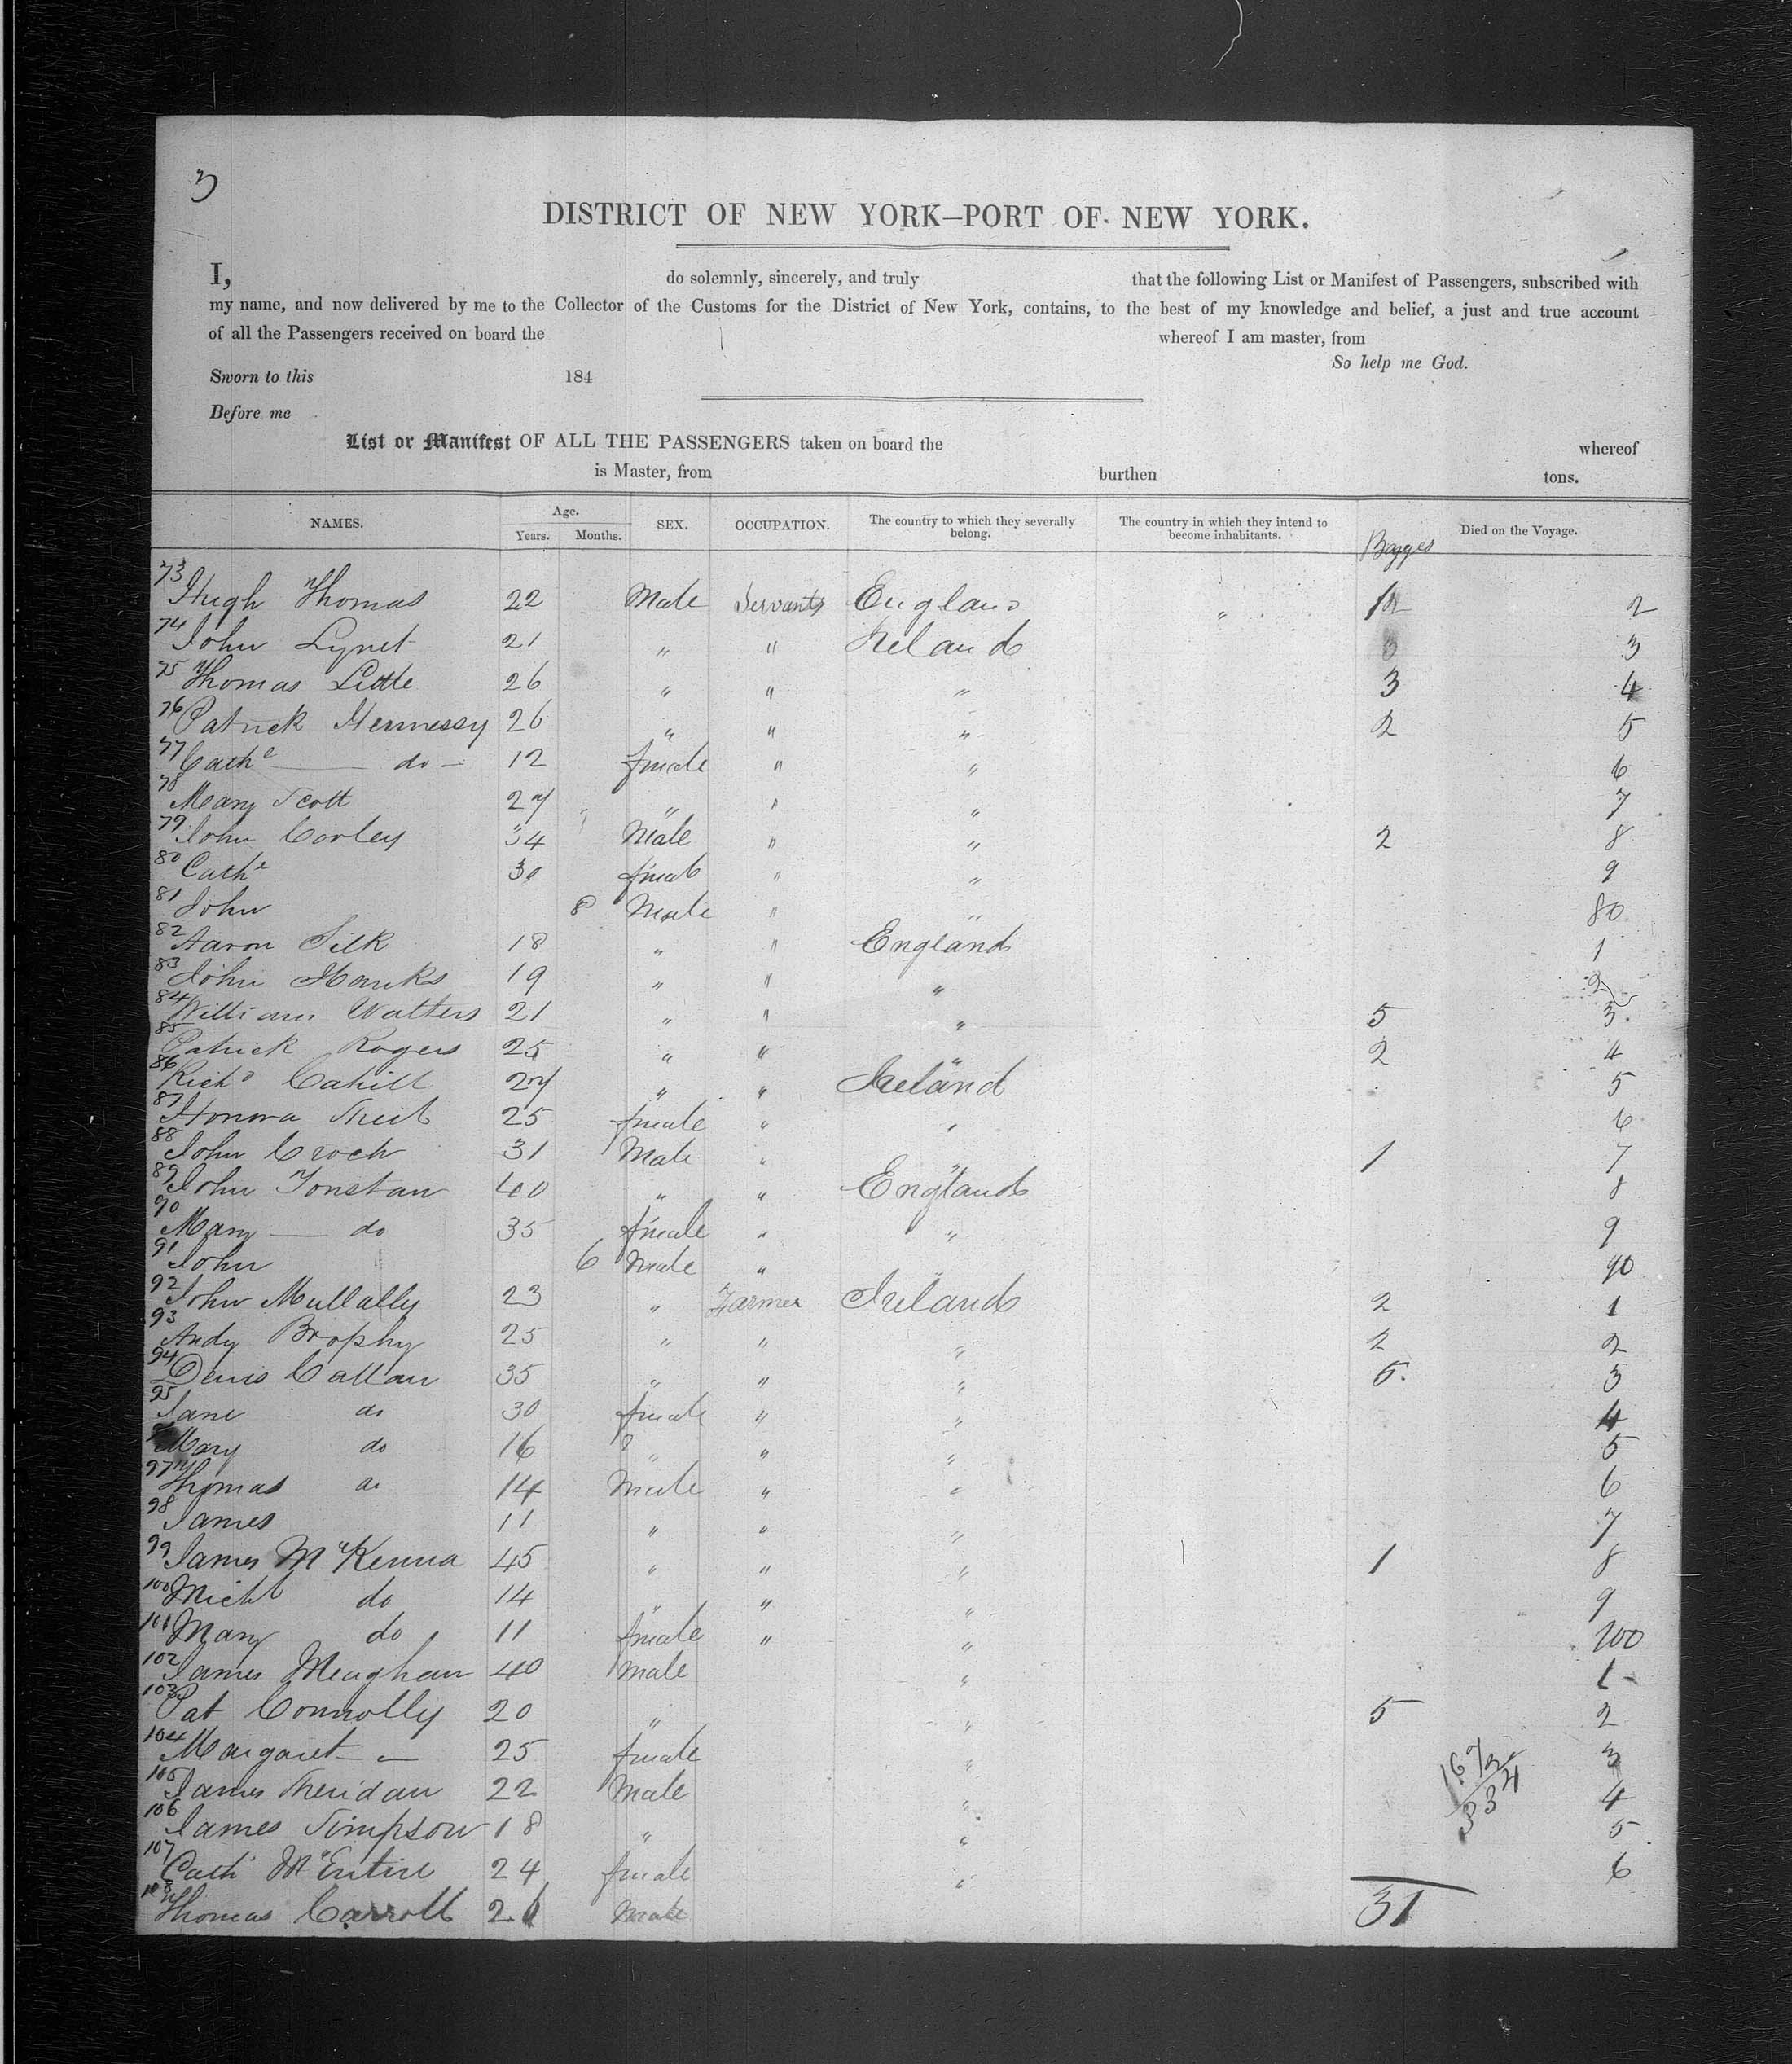 3
DISTRICT OF NEW YORK–PORT OF NEW YORK.
I, do solemnly, sincerely, and truly that the following List or Manifest of Passengers, subscribed with
my name, and now delivered by me to the Collector of the Customs for the District of New York, contains, to the best of my knowledge and belief, a just and true account
of all the Passengers received on board the whereof I am master, from
So help me God.
Sworn to this 184
Before me
List or Manifest OF ALL THE PASSENGERS taken on board the whereof
is Master, from burthen tons.
NAMES. Age. Years. Months. SEX. OCCUPATION. The country to which they severally belong. The country in which they intend to become inhabitants. Died on the Voyage.
73 Hugh Thomas 22 Male Servants England " 2
74 John Lynet 21 " " Ireland 3 3
75 Thomas Little 26 " " " 3 4
76 Patrick Hennessy 26 " " " 2 5
77 Cathe do 12 female " " 6
78 Mary Scott 27 " " " 7
79 John Corley 34 Male " " 2 8
80 Cathe 30 female " " 9
81 John 8 Male " " 80
82 Aaron Silk 18 " " England 1
83 John Hanks 19 " " " 2
84 William Walters 21 " " " 5 3
85 Patrick Rogers 25 " " " 2 4
86 Richd Cahill 27 " " Ireland 5
87 Honora 25 female " " 6
88 John Croch 31 Male " " 1 7
89 John Tonstan 40 " " England 8
90 Mary do 35 female " " 9
91 John 6 Male " " 90
92 John Mullally 23 " Farmer Ireland 2 1
93 Andy Brophy 25 " " " 2 2
94 Denis Callan 35 " " " 5 3
95 Jane do 30 female " " 4
Mary do 16 " " " 5
97 Thomas do 14 Male " " 6
98 James 11 " " " 7
99 James McKenna 45 " " " 1 8
100 Michl do 14 " " " 9
101 Mary do 11 female " " 100
102 James Meaghan 40 Male " 1
103 Pat Connolly 20 " " 5 2
104 Margaret — 25 female " 3
105 James Sheridan 22 Male " 4
106 James Simpson 18 " " 5
107 Cath McEntire 24 female " 6
108 Thomas Carroll 26 Male
334
31